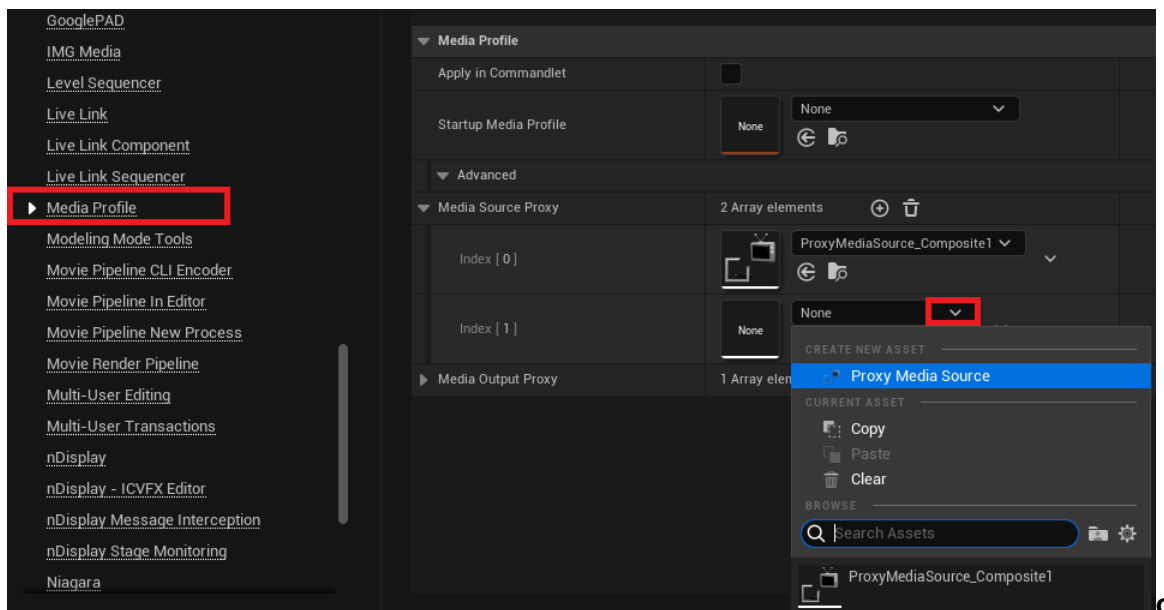 GooglePAD
IMG Media
Level Sequencer
Live Link
Live Link Component
Live Link Sequencer
Media Profile
Modeling Mode Tools
Movie Pipeline CLI Encoder
Movie Pipeline In Editor
Movie Pipeline New Process
Movie Render Pipeline
Multi-User Editing
Multi-User Transactions
nDisplay
nDisplay - ICVFX Editor
nDisplay Message Interception
nDisplay Stage Monitoring
Niagara
Media Profile
Apply in Commandlet
Startup Media Profile
None
None
Advanced
Media Source Proxy
2 Array elements
Index [ 0 ]
ProxyMediaSource_Composite1
Index [ 1 ]
None
None
Media Output Proxy
1 Array elen
CREATE NEW ASSET
Proxy Media Source
CURRENT ASSET
Copy
Paste
Clear
BROWSE
Search Assets
ProxyMediaSource_Composite1